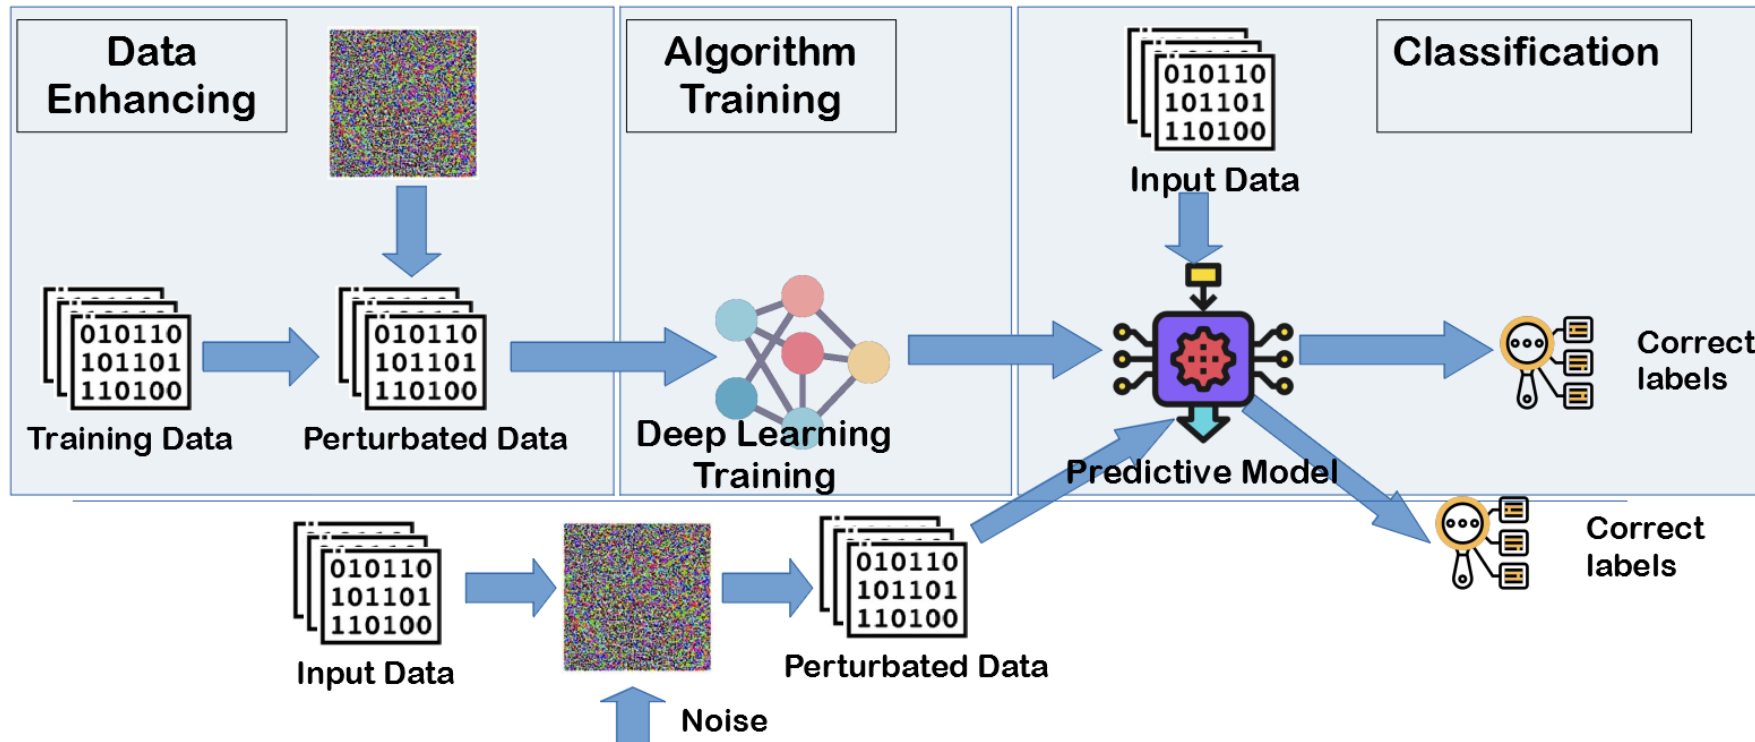 Data
Enhancing
Algorithm
Training
Classification
010110
101101
110100
Input Data
010110
101101
110100
Training Data
010110
101101
110100
Perturbated Data
Deep Learning
Training
Predictive Model
Correct
labels
010110
101101
110100
Input Data
Noise
010110
101101
110100
Perturbated Data
Correct
labels